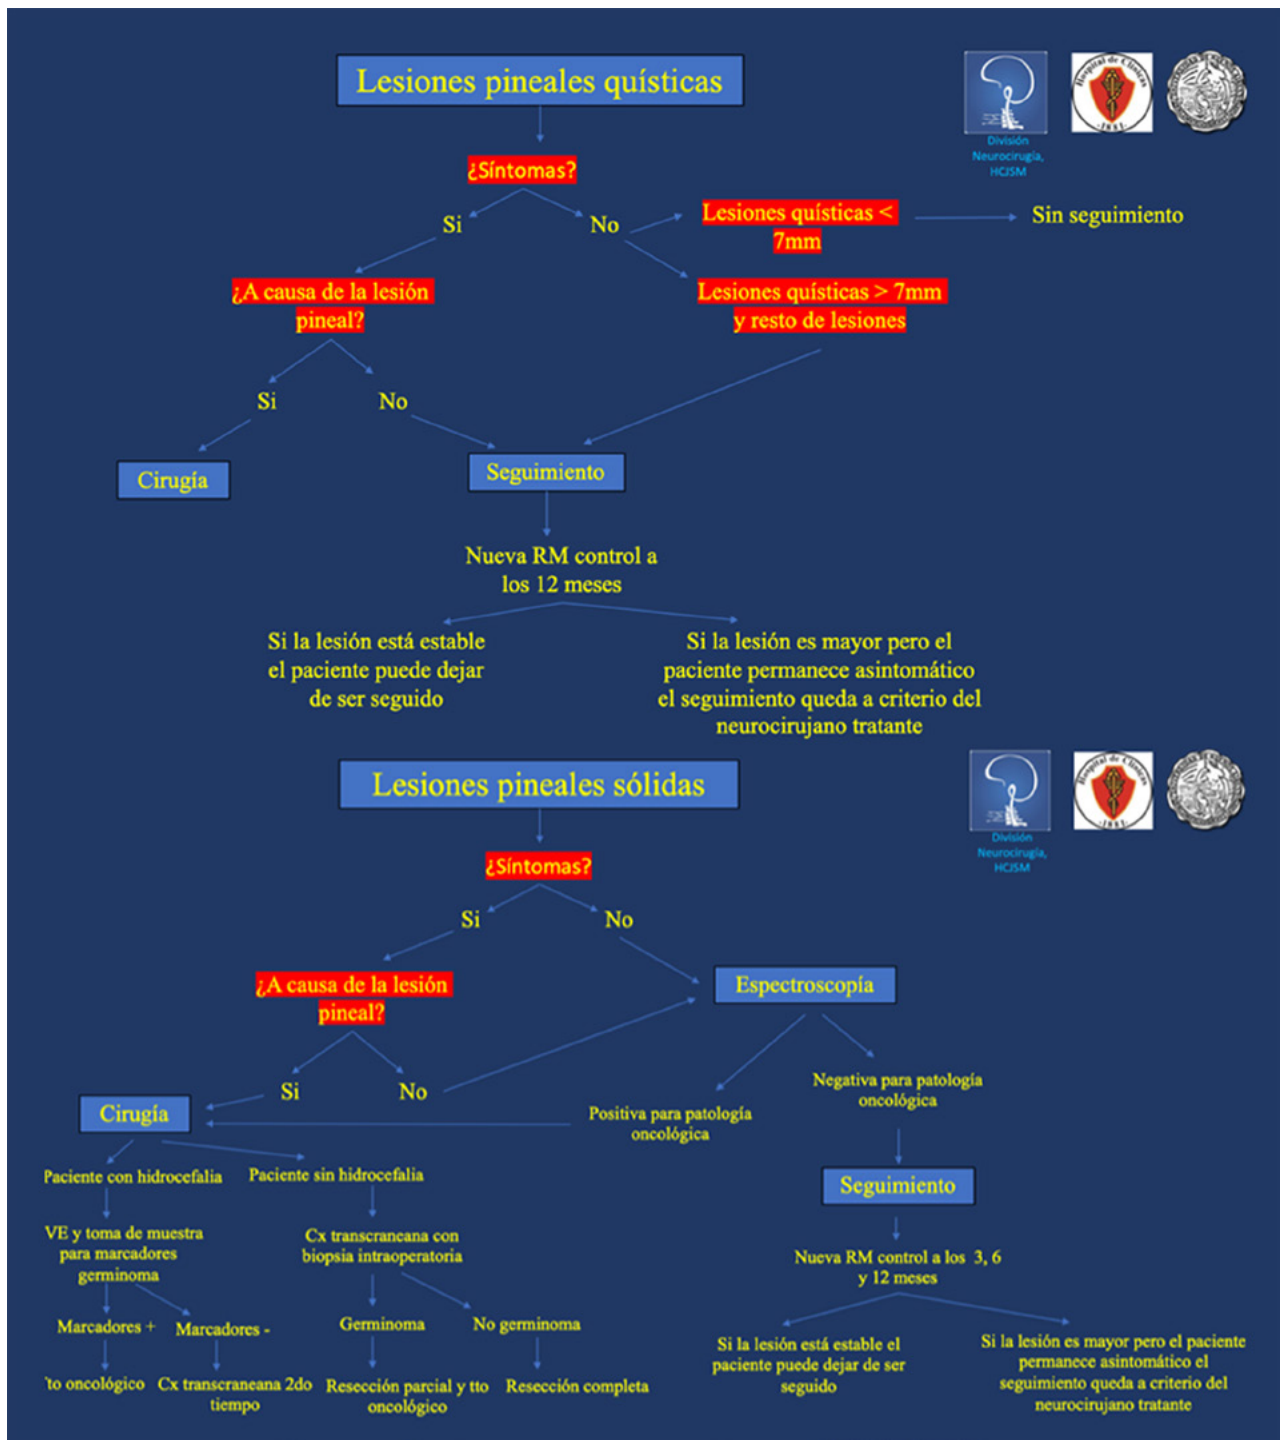 Lesiones pineales quísticas
División
Neurocirugía,
HCJSM
Hospital de Clínicas
·1881·
¿Síntomas?
Si
No
Lesiones quísticas <
7mm
Sin seguimiento
¿A causa de la lesión
pineal?
Lesiones quísticas > 7mm
y resto de lesiones
Si
No
Cirugía
Seguimiento
Nueva RM control a
los 12 meses
Si la lesión está estable
el paciente puede dejar
de ser seguido
Si la lesión es mayor pero el
paciente permanece asintomático
el seguimiento queda a criterio del
neurocirujano tratante
Lesiones pineales sólidas
División
Neurocirugía,
HCJSM
Hospital de Clínicas
·1881·
¿Síntomas?
Si
No
¿A causa de la lesión
pineal?
Espectroscopía
Si
No
Cirugía
Positiva para patología
oncológica
Negativa para patología
oncológica
Paciente con hidrocefalia
Paciente sin hidrocefalia
Seguimiento
VE y toma de muestra
para marcadores
germinoma
Cx transcraneana con
biopsia intraoperatoria
Nueva RM control a los 3, 6
y 12 meses
Marcadores +
Marcadores -
Germinoma
No germinoma
to oncológico
Cx transcraneana 2do
tiempo
Resección parcial y tto
oncológico
Resección completa
Si la lesión está estable el
paciente puede dejar de ser
seguido
Si la lesión es mayor pero el paciente
permanece asintomático el
seguimiento queda a criterio del
neurocirujano tratante